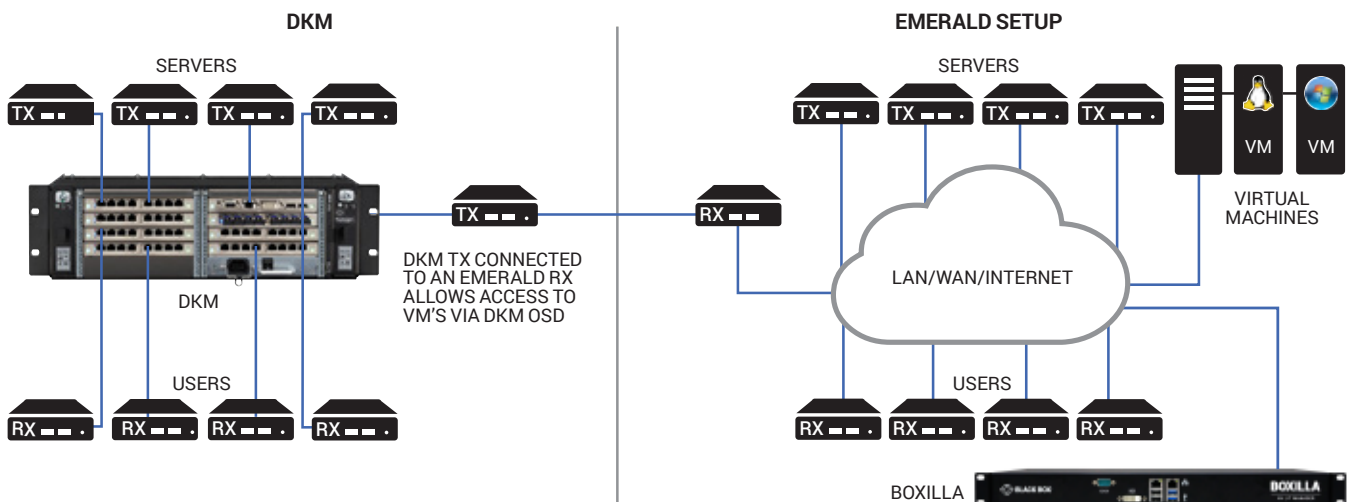 DKM
EMERALD SETUP
SERVERS
TX
TX
TX
TX
DKM
USERS
RX
RX
RX
RX
TX
DKM TX CONNECTED
TO AN EMERALD RX
ALLOWS ACCESS TO
VM'S VIA DKM OSD
RX
SERVERS
TX
TX
TX
TX
VM
VM
VIRTUAL
MACHINES
LAN/WAN/INTERNET
USERS
RX
RX
RX
RX
BOXILLA
BLACK BOX
BOXILLA